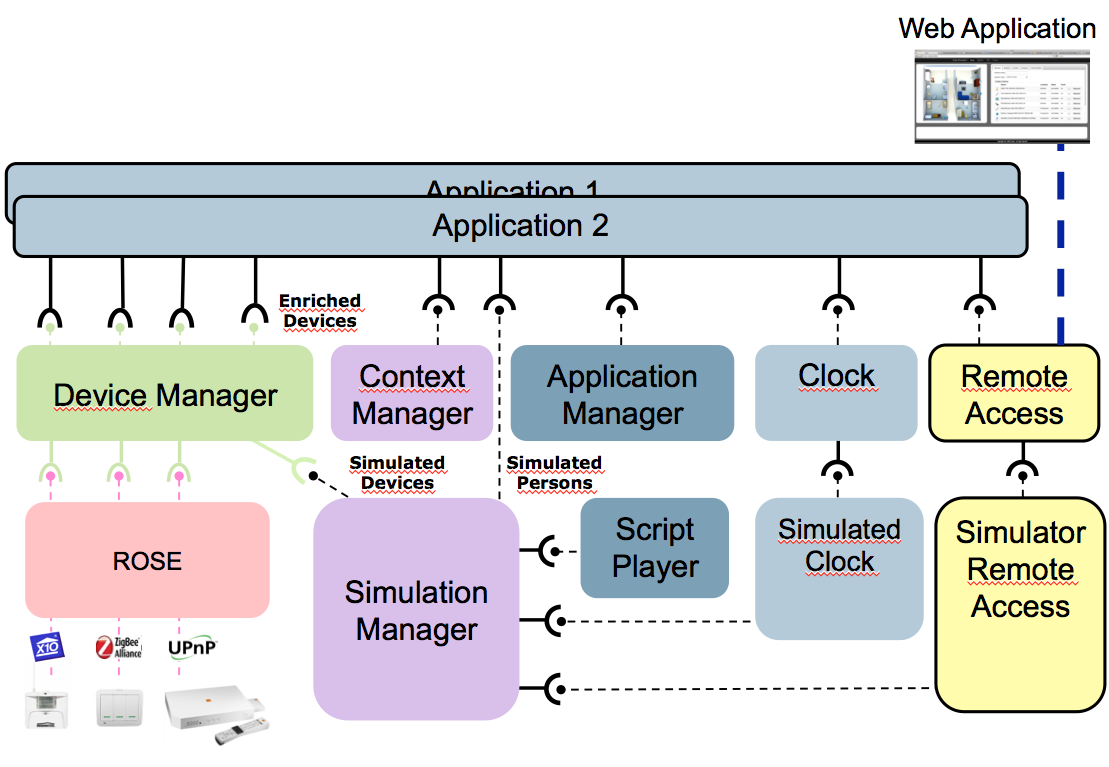 Web Application
Application 1
Application 2
Enriched
Devices
Device Manager
Context
Manager
Application
Manager
Clock
Remote
Access
Simulated
Devices
Simulated
Persons
ROSE
Simulation
Manager
Script
Player
Simulated
Clock
Simulator
Remote
Access
X10
ZigBee
Alliance
UPnP